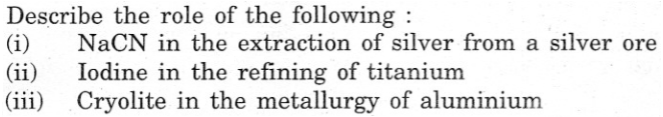 Describe the role of the following :
(i) NaCN in the extraction of silver from a silver ore
(ii) Iodine in the refining of titanium
(iii) Cryolite in the metallurgy of aluminium